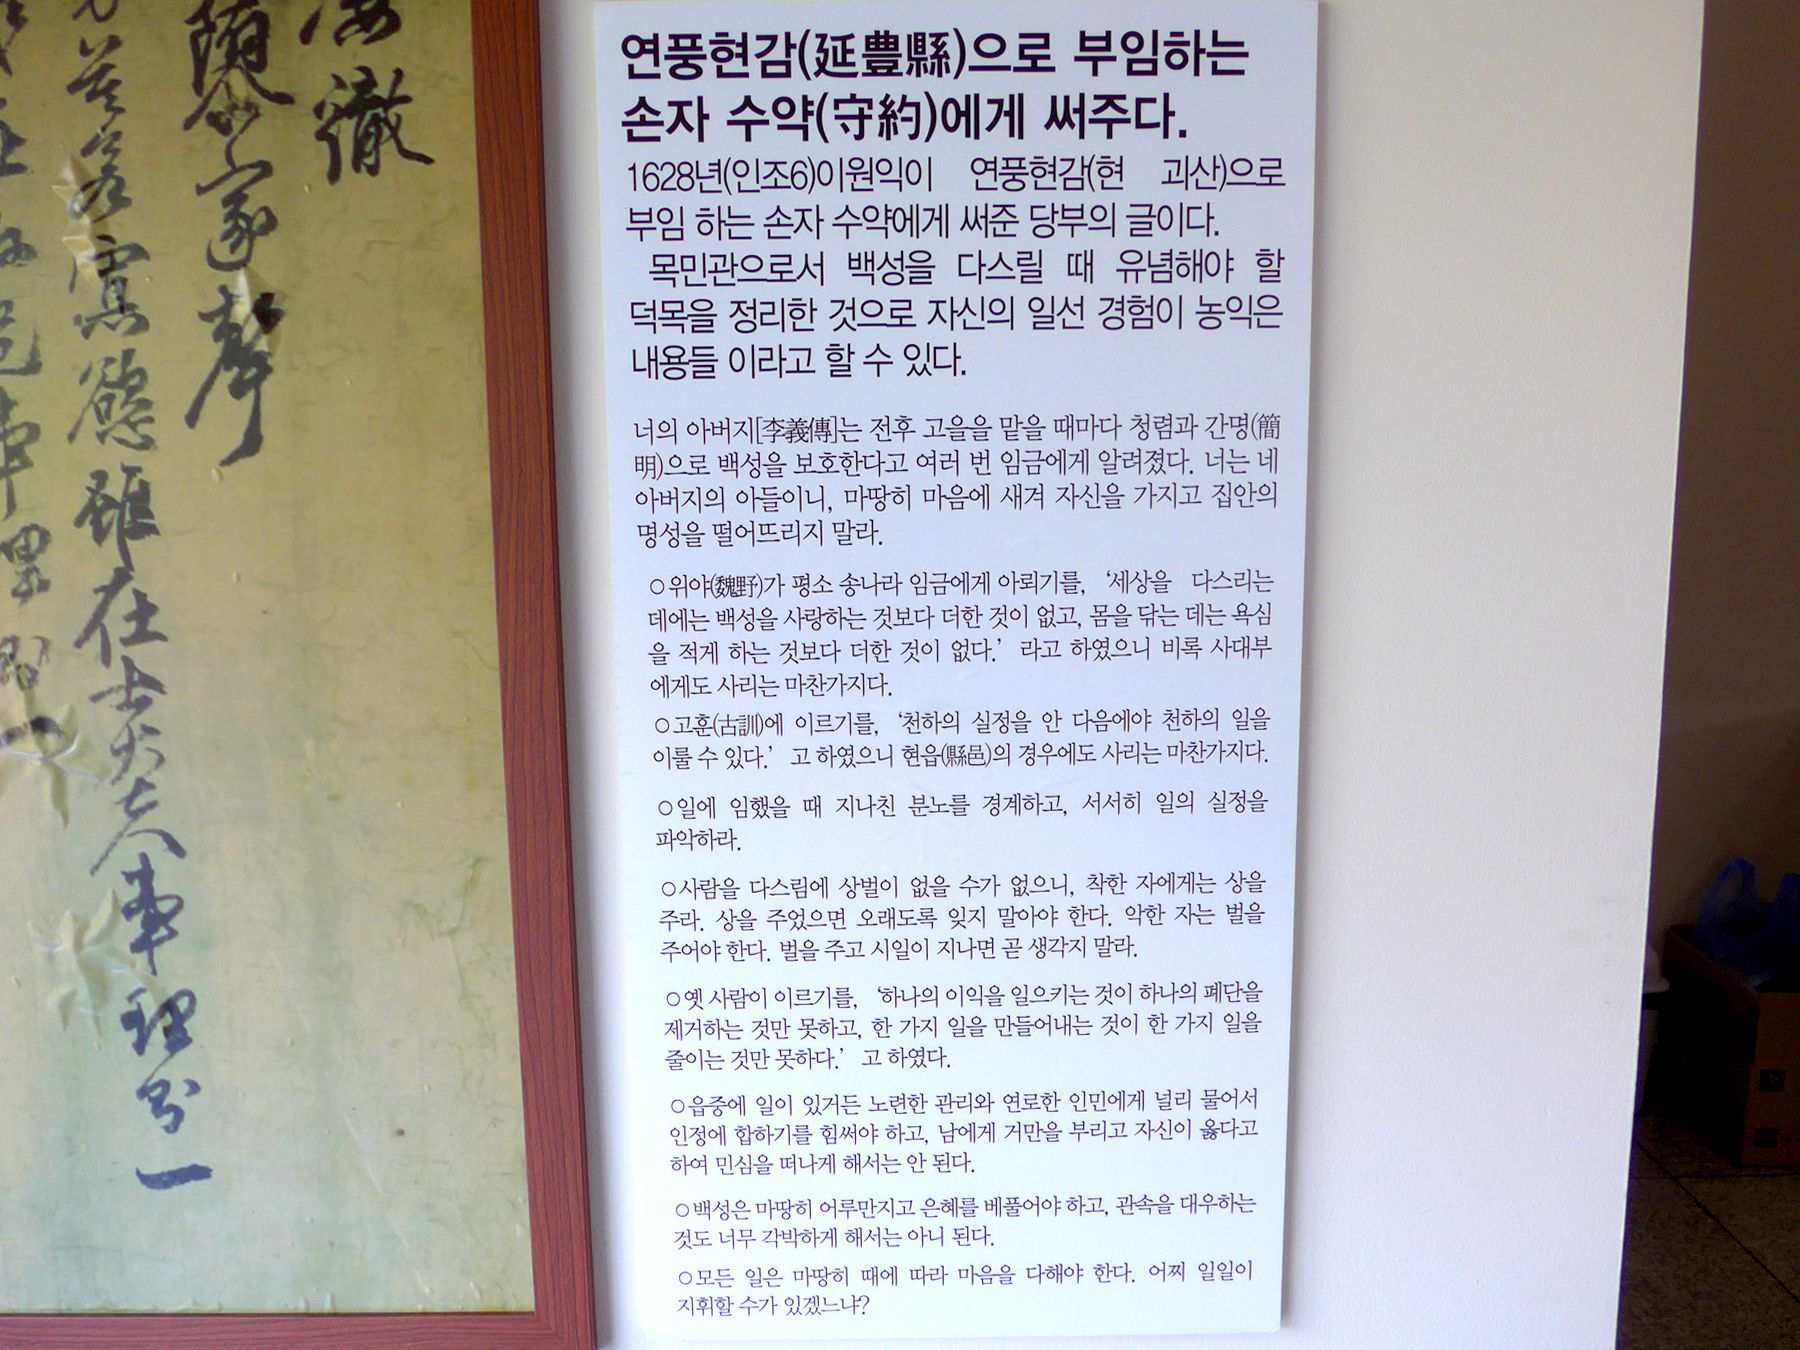 연풍현감(延豊縣)으로 부임하는
손자 수약(守約)에게 써주다.
1628년(인조6)이원익이 연풍현감(현 괴산)으로
부임 하는 손자 수약에게 써준 당부의 글이다.
목민관으로서 백성을 다스릴 때 유념해야 할
덕목을 정리한 것으로 자신의 일선 경험이 농익은
내용들 이라고 할 수 있다.
너의 아버지[李義傳]는 전후 고을을 맡을 때마다 청렴과 간명(簡
明)으로 백성을 보호한다고 여러 번 임금에게 알려졌다. 너는 네
아버지의 아들이니, 마땅히 마음에 새겨 자신을 가지고 집안의
명성을 떨어뜨리지 말라.
○위야(魏野)가 평소 송나라 임금에게 아뢰기를, ‘세상을 다스리는
데에는 백성을 사랑하는 것보다 더한 것이 없고, 몸을 닦는 데는 욕심
을 적게 하는 것보다 더한 것이 없다.’ 라고 하였으니 비록 사대부
에게도 사리는 마찬가지다.
○고훈(古訓)에 이르기를, ‘천하의 실정을 안 다음에야 천하의 일을
이룰 수 있다.’ 고 하였으니 현읍(縣邑)의 경우에도 사리는 마찬가지다.
○일에 임했을 때 지나친 분노를 경계하고, 서서히 일의 실정을
파악하라.
○사람을 다스림에 상벌이 없을 수가 없으니, 착한 자에게는 상을
주라. 상을 주었으면 오래도록 잊지 말아야 한다. 악한 자는 벌을
주어야 한다. 벌을 주고 시일이 지나면 곧 생각지 말라.
○옛 사람이 이르기를, ‘하나의 이익을 일으키는 것이 하나의 폐단을
제거하는 것만 못하고, 한 가지 일을 만들어내는 것이 한 가지 일을
줄이는 것만 못하다.’ 고 하였다.
○읍중에 일이 있거든 노련한 관리와 연로한 인민에게 널리 물어서
인정에 합하기를 힘써야 하고, 남에게 거만을 부리고 자신이 옳다고
하여 민심을 떠나게 해서는 안 된다.
○백성은 마땅히 어루만지고 은혜를 베풀어야 하고, 관속을 대우하는
것도 너무 각박하게 해서는 아니 된다.
○모든 일은 마땅히 때에 따라 마음을 다해야 한다. 어찌 일일이
지휘할 수가 있겠느냐?
家聲
寡慾雖在士大夫事理則一